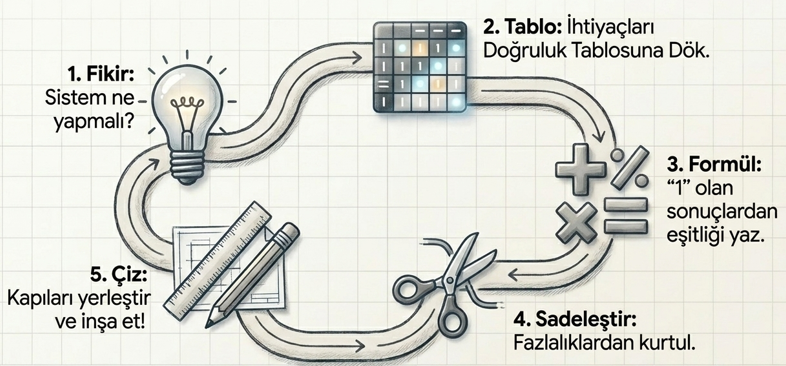 1. Fikir:
Sistem ne
yapmalı?
2. Tablo: İhtiyaçları
Doğruluk Tablosuna Dök.
3. Formül:
“1” olan
sonuçlardan
eşitliği yaz.
4. Sadeleştir:
Fazlalıklardan kurtul.
5. Çiz:
Kapıları yerleştir
ve inşa et!